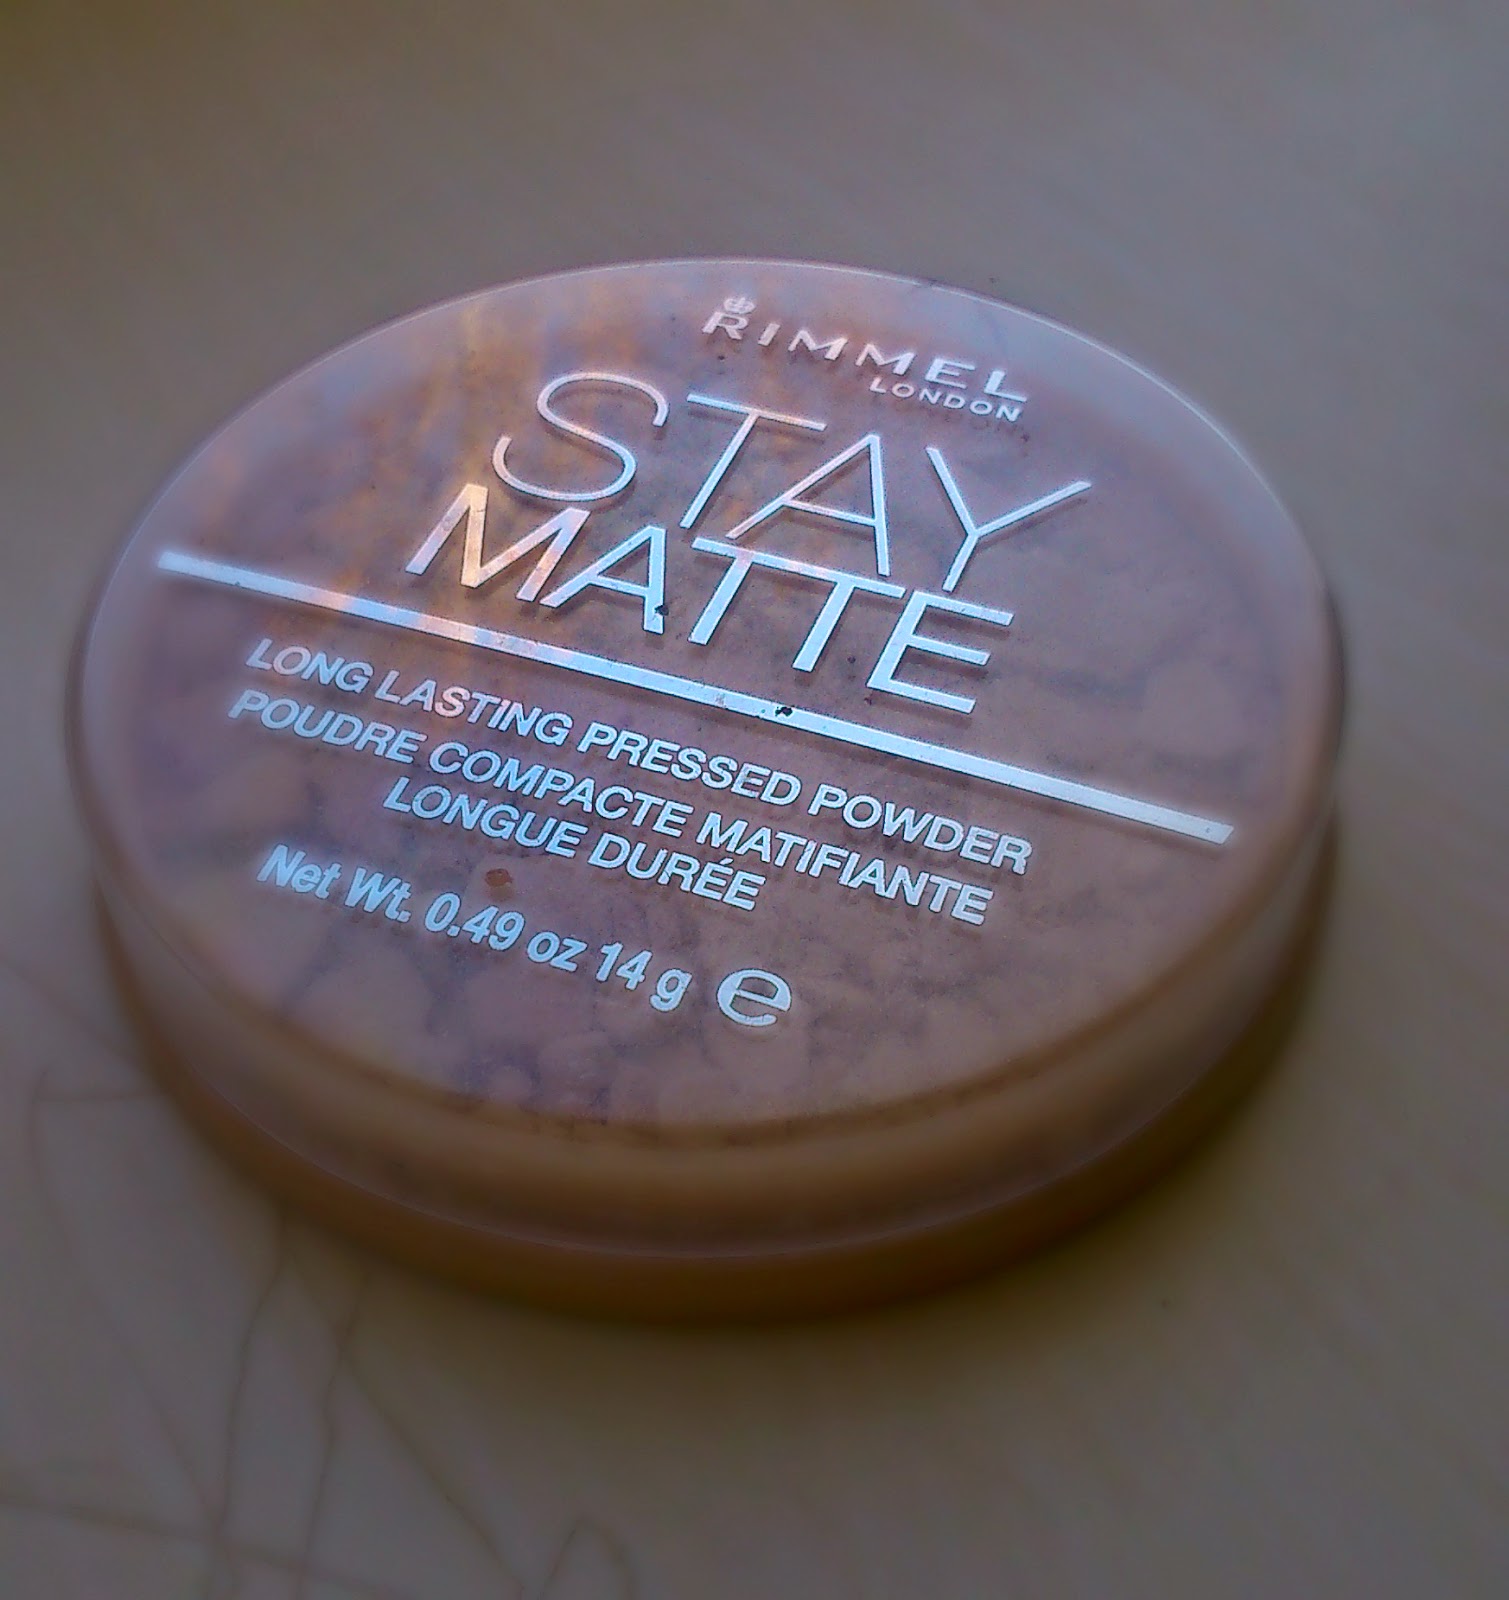 RIMMEL
LONDON
STAY
MATTE
LONG LASTING PRESSED POWDER
POUDRE COMPACTE MATIFIANTE
LONGUE DURÉE
Net Wt. 0.49 oz 14 g e